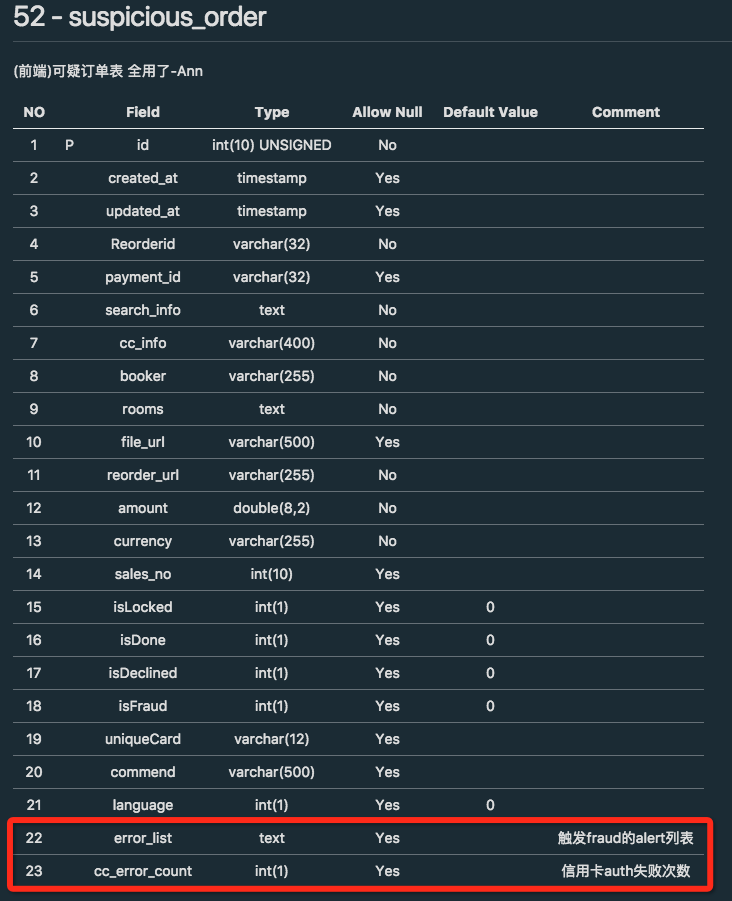 52 - suspicious_order
(前端)可疑订单表 全用了-Ann
NO Field Type Allow Null Default Value Comment
1 P id int(10) UNSIGNED No
2 created_at timestamp Yes
3 updated_at timestamp Yes
4 Reorderid varchar(32) No
5 payment_id varchar(32) Yes
6 search_info text No
7 cc_info varchar(400) No
8 booker varchar(255) No
9 rooms text No
10 file_url varchar(500) Yes
11 reorder_url varchar(255) No
12 amount double(8,2) No
13 currency varchar(255) No
14 sales_no int(10) Yes
15 isLocked int(1) Yes 0
16 isDone int(1) Yes 0
17 isDeclined int(1) Yes 0
18 isFraud int(1) Yes 0
19 uniqueCard varchar(12) Yes
20 commend varchar(500) Yes
21 language int(1) Yes 0
22 error_list text Yes 触发fraud的alert列表
23 cc_error_count int(1) Yes 信用卡auth失败次数